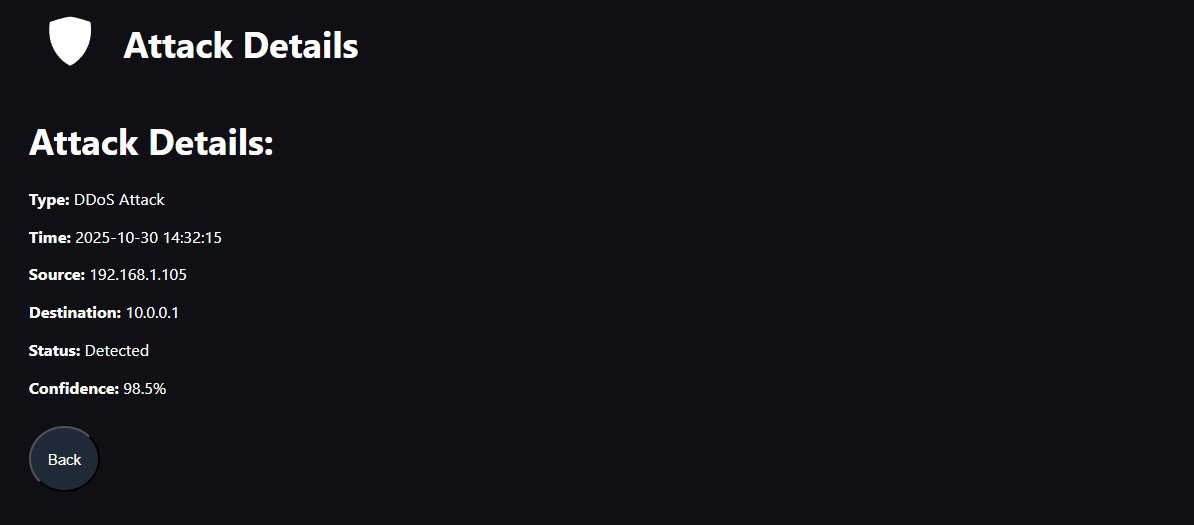 Attack Details
Attack Details:
Type: DDoS Attack
Time: 2025-10-30 14:32:15
Source: 192.168.1.105
Destination: 10.0.0.1
Status: Detected
Confidence: 98.5%
Back